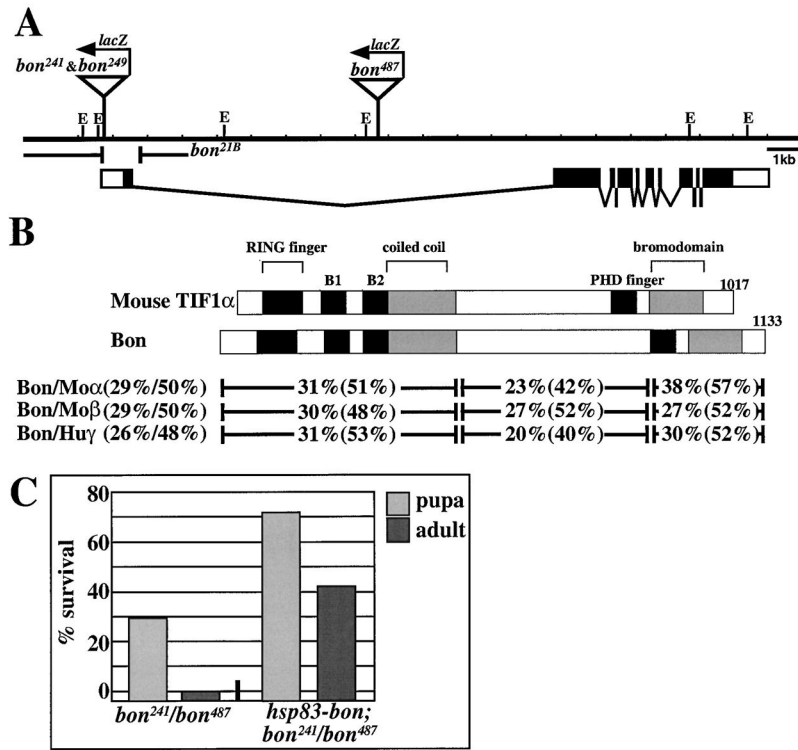 A
lacZ
lacZ
bon241 & bon249
bon487
E E E E E E
bon21B
1kb
B
RING finger
coiled coil
bromodomain
B1 B2
PHD finger
1017
Mouse TIF1α
1133
Bon
Bon/Moα (29%/50%) 31%(51%) 23%(42%) 38%(57%)
Bon/Moβ (29%/50%) 30%(48%) 27%(52%) 27%(52%)
Bon/Huγ (26%/48%) 31%(53%) 20%(40%) 30%(52%)
C
80
60
40
20
0
% survival
pupa
adult
bon241/bon487
hsp83-bon;
bon241/bon487